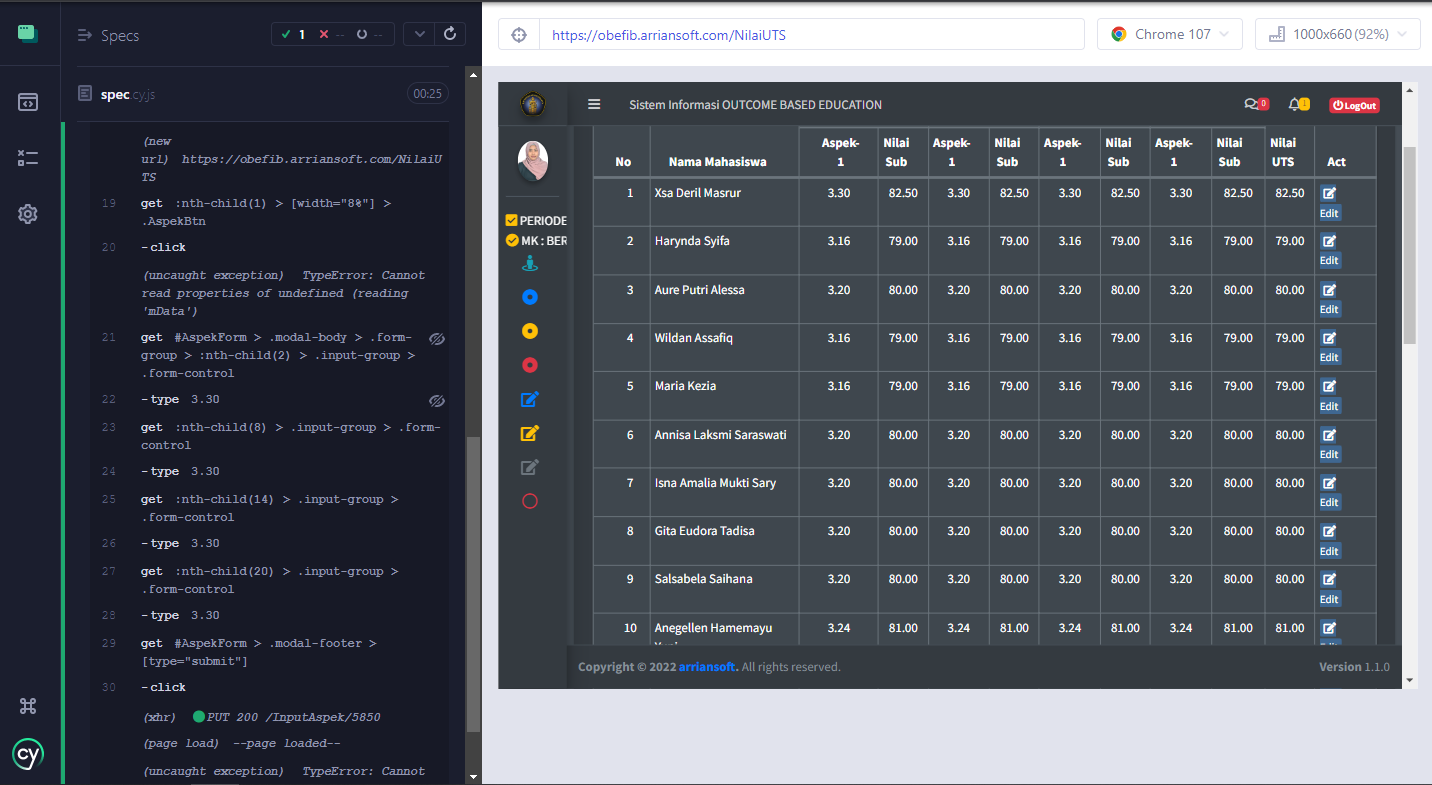 Specs
1
--
--
spec.cy.js
00:25
(new
url) https://obefib.arriansoft.com/NilaiU
TS
19 get :nth-child(1) > [width="8%"] >
.AspekBtn
20 -click
(uncaught exception) TypeError: Cannot
read properties of undefined (reading
'mData')
21 get #AspekForm > .modal-body > .form-
group > :nth-child(2) > .input-group >
.form-control
22 -type 3.30
23 get :nth-child(8) > .input-group > .form-
control
24 -type 3.30
25 get :nth-child(14) > .input-group >
.form-control
26 -type 3.30
27 get :nth-child(20) > .input-group >
.form-control
28 -type 3.30
29 get #AspekForm > .modal-footer >
[type="submit"]
30 -click
(xhr) PUT 200 /InputAspek/5850
(page load) --page loaded--
(uncaught exception) TypeError: Cannot
cy
https://obefib.arriansoft.com/NilaiUTS
Chrome 107
1000x660 (92%)
Sistem Informasi OUTCOME BASED EDUCATION
0
1
LogOut
PERIODE
MK : BER
No Nama Mahasiswa Aspek-1 Nilai Sub Aspek-1 Nilai Sub Aspek-1 Nilai Sub Aspek-1 Nilai Sub Nilai UTS Act
1 Xsa Deril Masrur 3.30 82.50 3.30 82.50 3.30 82.50 3.30 82.50 82.50 Edit
2 Harynda Syifa 3.16 79.00 3.16 79.00 3.16 79.00 3.16 79.00 79.00 Edit
3 Aure Putri Alessa 3.20 80.00 3.20 80.00 3.20 80.00 3.20 80.00 80.00 Edit
4 Wildan Assafiq 3.16 79.00 3.16 79.00 3.16 79.00 3.16 79.00 79.00 Edit
5 Maria Kezia 3.16 79.00 3.16 79.00 3.16 79.00 3.16 79.00 79.00 Edit
6 Annisa Laksmi Saraswati 3.20 80.00 3.20 80.00 3.20 80.00 3.20 80.00 80.00 Edit
7 Isna Amalia Mukti Sary 3.20 80.00 3.20 80.00 3.20 80.00 3.20 80.00 80.00 Edit
8 Gita Eudora Tadisa 3.20 80.00 3.20 80.00 3.20 80.00 3.20 80.00 80.00 Edit
9 Salsabela Saihana 3.20 80.00 3.20 80.00 3.20 80.00 3.20 80.00 80.00 Edit
10 Anegellen Hamemayu 3.24 81.00 3.24 81.00 3.24 81.00 3.24 81.00 81.00
Copyright © 2022 arriansoft. All rights reserved.
Version 1.1.0